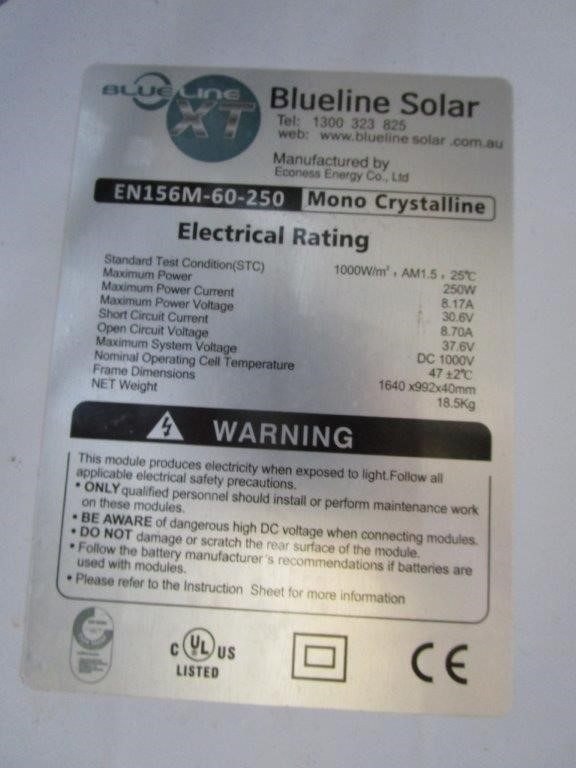 BLUE LINE
XT
Blueline Solar
Tel: 1300 323 825
web: www.blueline solar .com.au
Manufactured by
Econess Energy Co., Ltd
EN156M-60-250 Mono Crystalline
Electrical Rating
Standard Test Condition(STC) 1000W/m², AM1.5, 25℃
Maximum Power 250W
Maximum Power Current 8.17A
Maximum Power Voltage 30.6V
Short Circuit Current 8.70A
Open Circuit Voltage 37.6V
Maximum System Voltage DC 1000V
Nominal Operating Cell Temperature 47 ±2℃
Frame Dimensions 1640 x992x40mm
NET Weight 18.5Kg
WARNING
This module produces electricity when exposed to light.Follow all
applicable electrical safety precautions.
• ONLY qualified personnel should install or perform maintenance work
on these modules.
• BE AWARE of dangerous high DC voltage when connecting modules.
• DO NOT damage or scratch the rear surface of the module.
• Follow the battery manufacturer's recommendations if batteries are
used with modules.
• Please refer to the Instruction Sheet for more information
C UL US
LISTED
CE